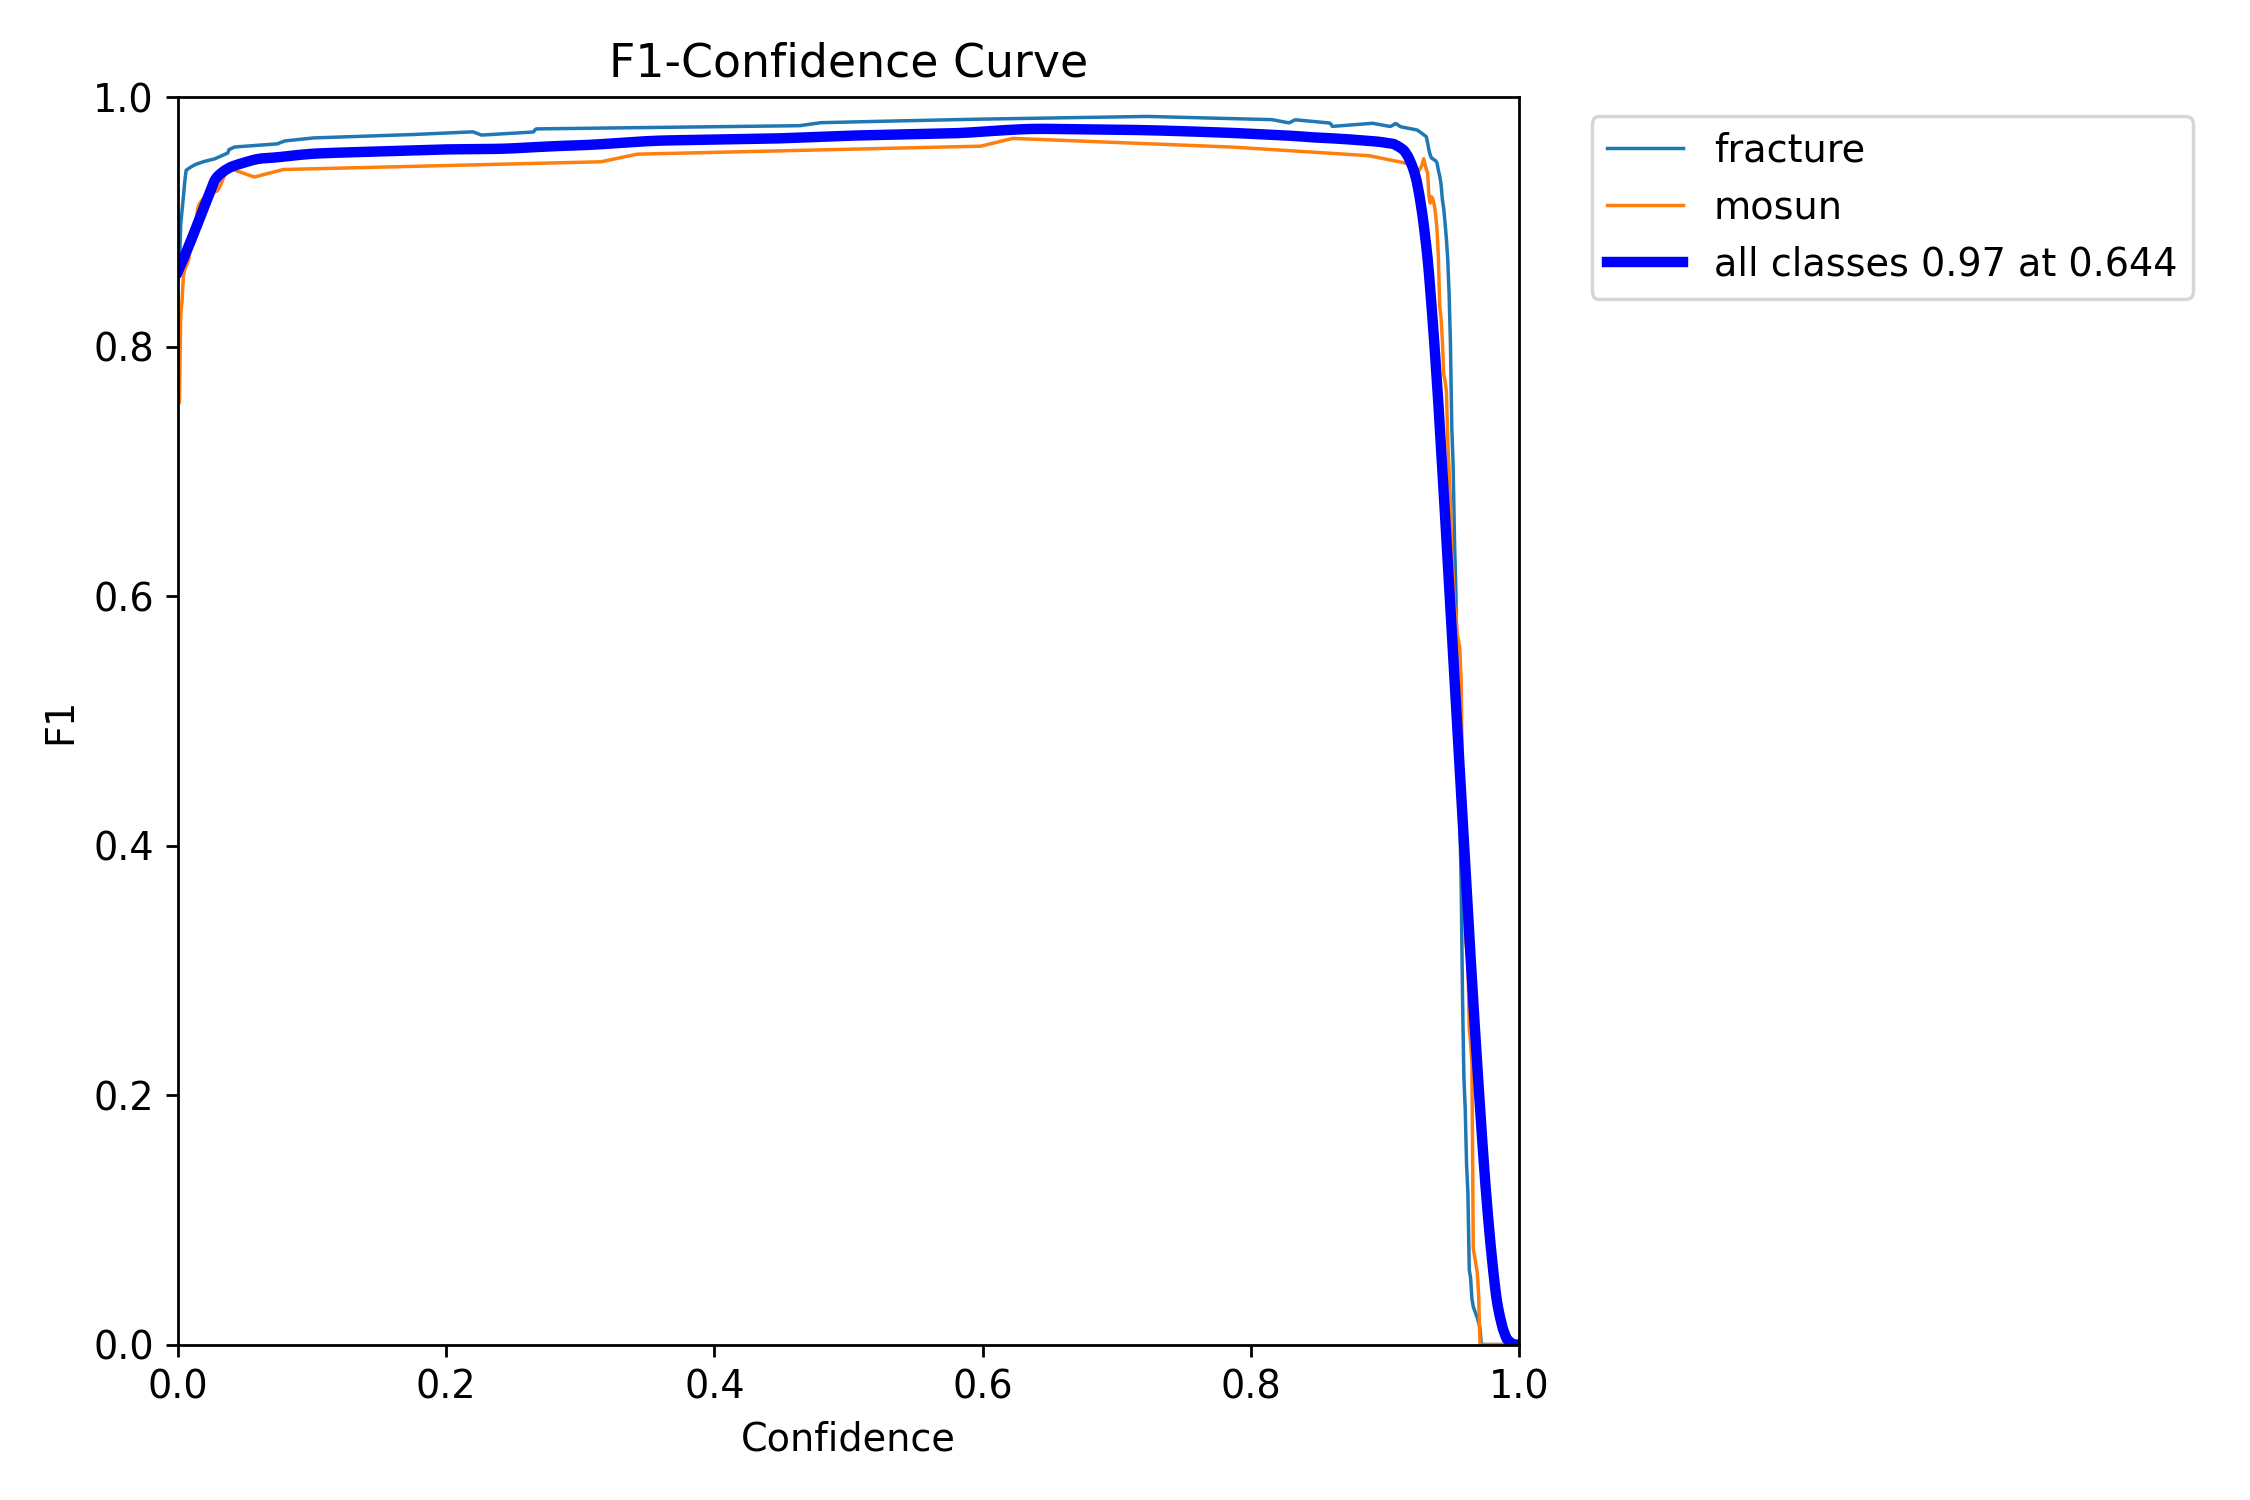 F1-Confidence Curve
1.0
0.8
0.6
0.4
0.2
0.0
F1
0.0 0.2 0.4 0.6 0.8 1.0
Confidence
fracture
mosun
all classes 0.97 at 0.644